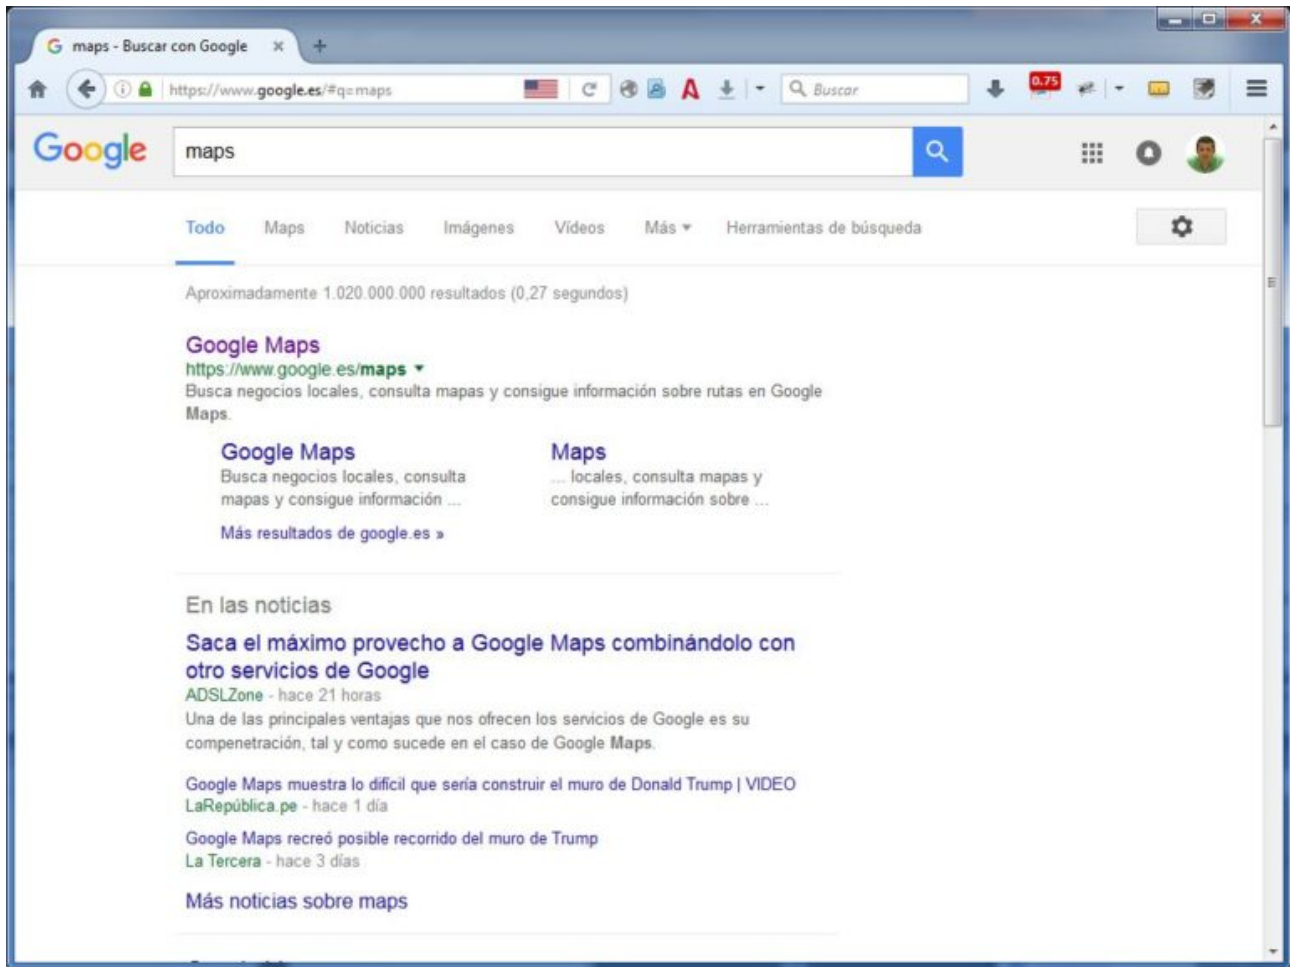 maps - Buscar con Google
https://www.google.es/#q=maps
Buscar
0.75
Google
maps
Todo Maps Noticias Imágenes Vídeos Más Herramientas de búsqueda
Aproximadamente 1.020.000.000 resultados (0,27 segundos)
Google Maps
https://www.google.es/maps
Busca negocios locales, consulta mapas y consigue información sobre rutas en Google
Maps.
Google Maps
Busca negocios locales, consulta
mapas y consigue información ...
Maps
... locales, consulta mapas y
consigue información sobre ...
Más resultados de google.es »
En las noticias
Saca el máximo provecho a Google Maps combinándolo con
otro servicios de Google
ADSLZone - hace 21 horas
Una de las principales ventajas que nos ofrecen los servicios de Google es su
compenetración, tal y como sucede en el caso de Google Maps.
Google Maps muestra lo difícil que sería construir el muro de Donald Trump | VIDEO
LaRepública.pe - hace 1 día
Google Maps recreó posible recorrido del muro de Trump
La Tercera - hace 3 días
Más noticias sobre maps